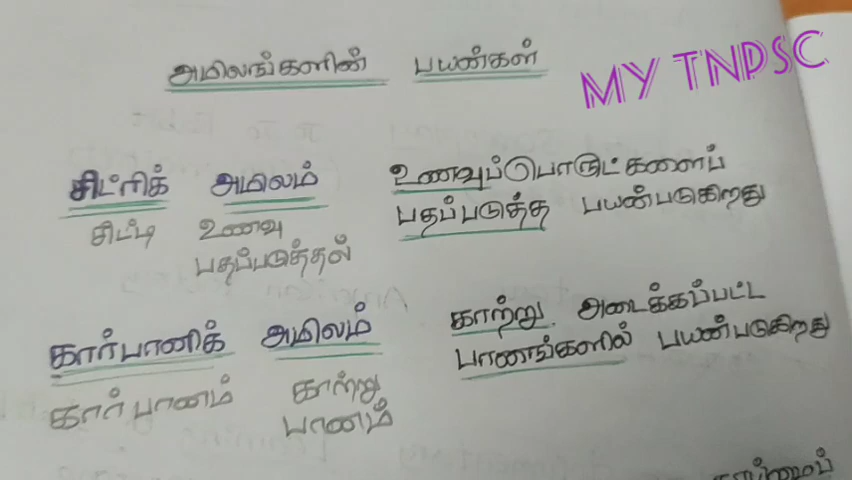 அமிலங்களின் பயன்கள்
MY TNPSC
சிட்ரிக் அமிலம் உணவுப்பொருட்களைப்
பதப்படுத்த பயன்படுகிறது
சிட்டி உணவு
பதப்படுத்தல்
கார்பானிக் அமிலம் காற்று அடைக்கப்பட்ட
பானங்களில் பயன்படுகிறது
கார் பானம் காற்று
பானம்